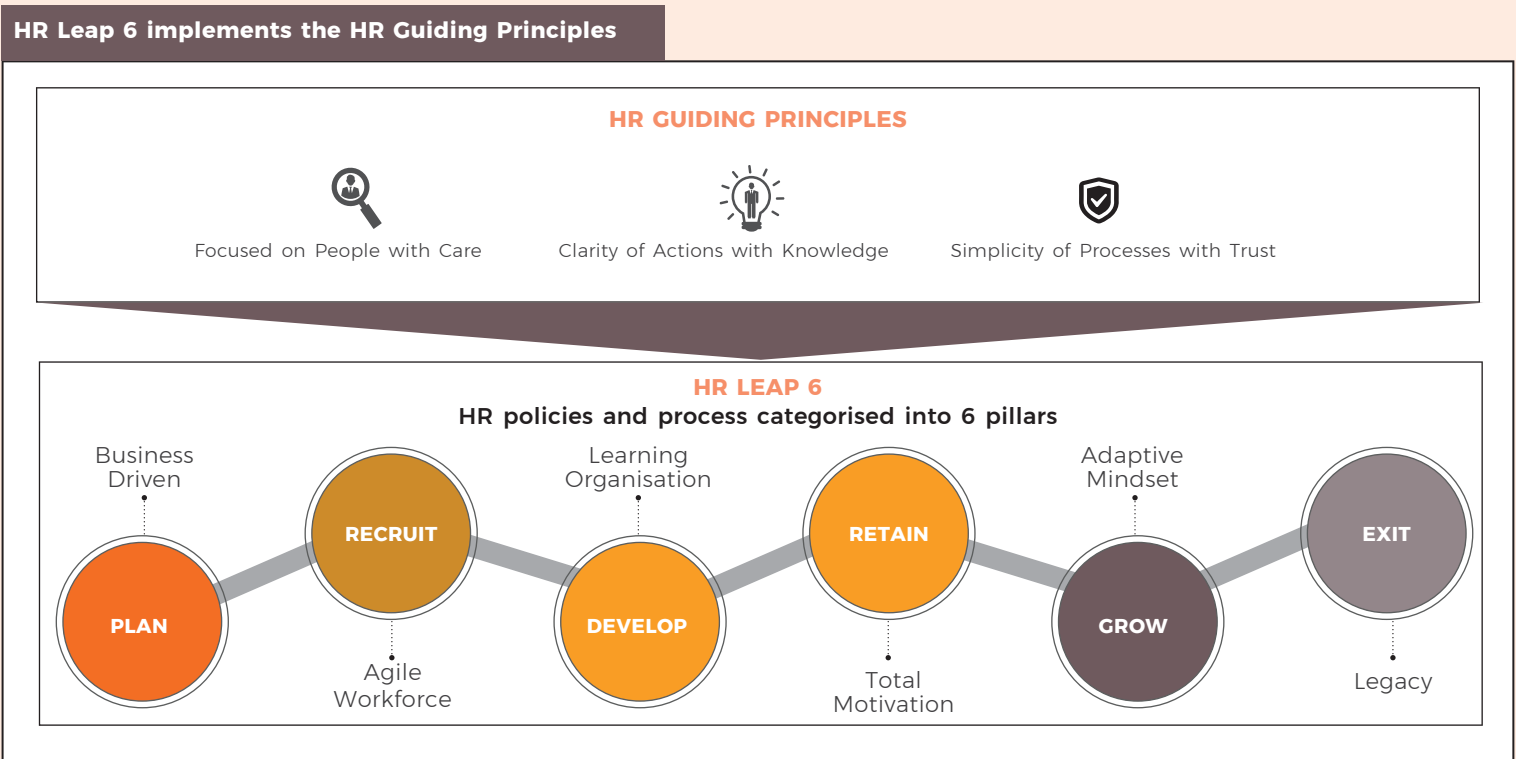 HR Leap 6 implements the HR Guiding Principles
HR GUIDING PRINCIPLES
Focused on People with Care
Clarity of Actions with Knowledge
Simplicity of Processes with Trust
HR LEAP 6
HR policies and process categorised into 6 pillars
Business
Driven
PLAN
RECRUIT
Agile
Workforce
Learning
Organisation
DEVELOP
RETAIN
Total
Motivation
Adaptive
Mindset
GROW
EXIT
Legacy